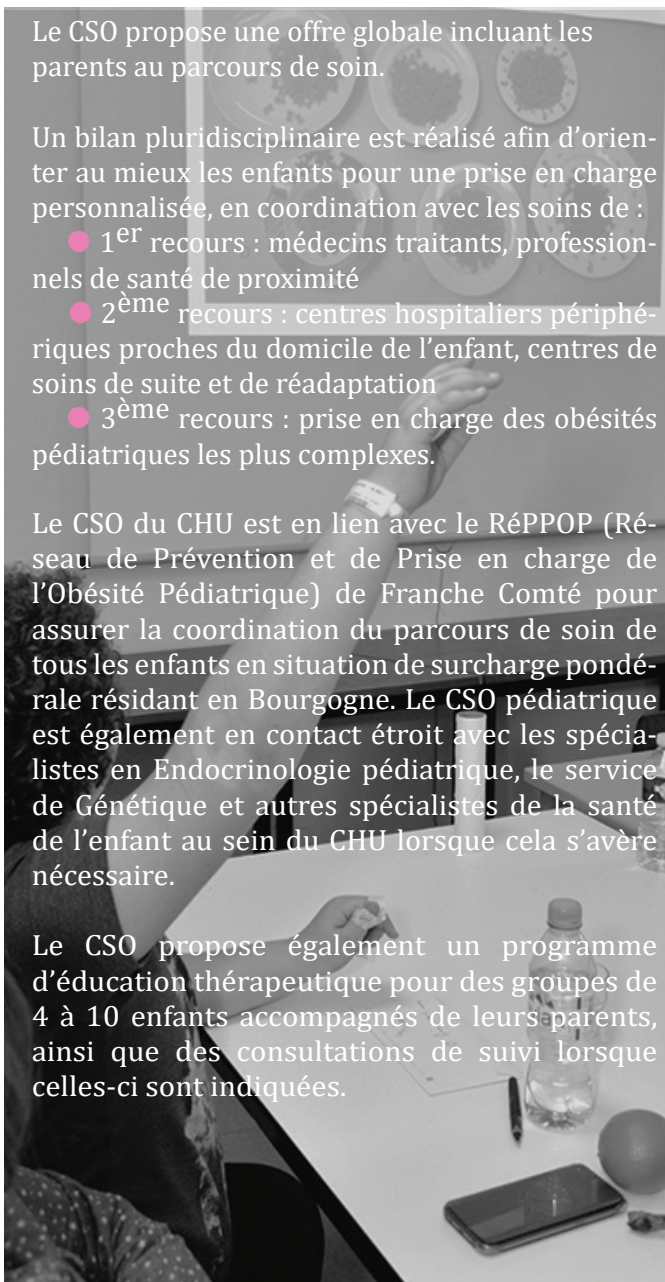 Le CSO propose une offre globale incluant les
parents au parcours de soin.
Un bilan pluridisciplinaire est réalisé afin d’orien-
ter au mieux les enfants pour une prise en charge
personnalisée, en coordination avec les soins de :
● 1er recours : médecins traitants, profession-
nels de santé de proximité
● 2ème recours : centres hospitaliers périphé-
riques proches du domicile de l’enfant, centres de
soins de suite et de réadaptation
● 3ème recours : prise en charge des obésités
pédiatriques les plus complexes.
Le CSO du CHU est en lien avec le RéPPOP (Ré-
seau de Prévention et de Prise en charge de
l’Obésité Pédiatrique) de Franche Comté pour
assurer la coordination du parcours de soin de
tous les enfants en situation de surcharge pondé-
rale résidant en Bourgogne. Le CSO pédiatrique
est également en contact étroit avec les spécia-
listes en Endocrinologie pédiatrique, le service
de Génétique et autres spécialistes de la santé
de l’enfant au sein du CHU lorsque cela s’avère
nécessaire.
Le CSO propose également un programme
d’éducation thérapeutique pour des groupes de
4 à 10 enfants accompagnés de leurs parents,
ainsi que des consultations de suivi lorsque
celles-ci sont indiquées.